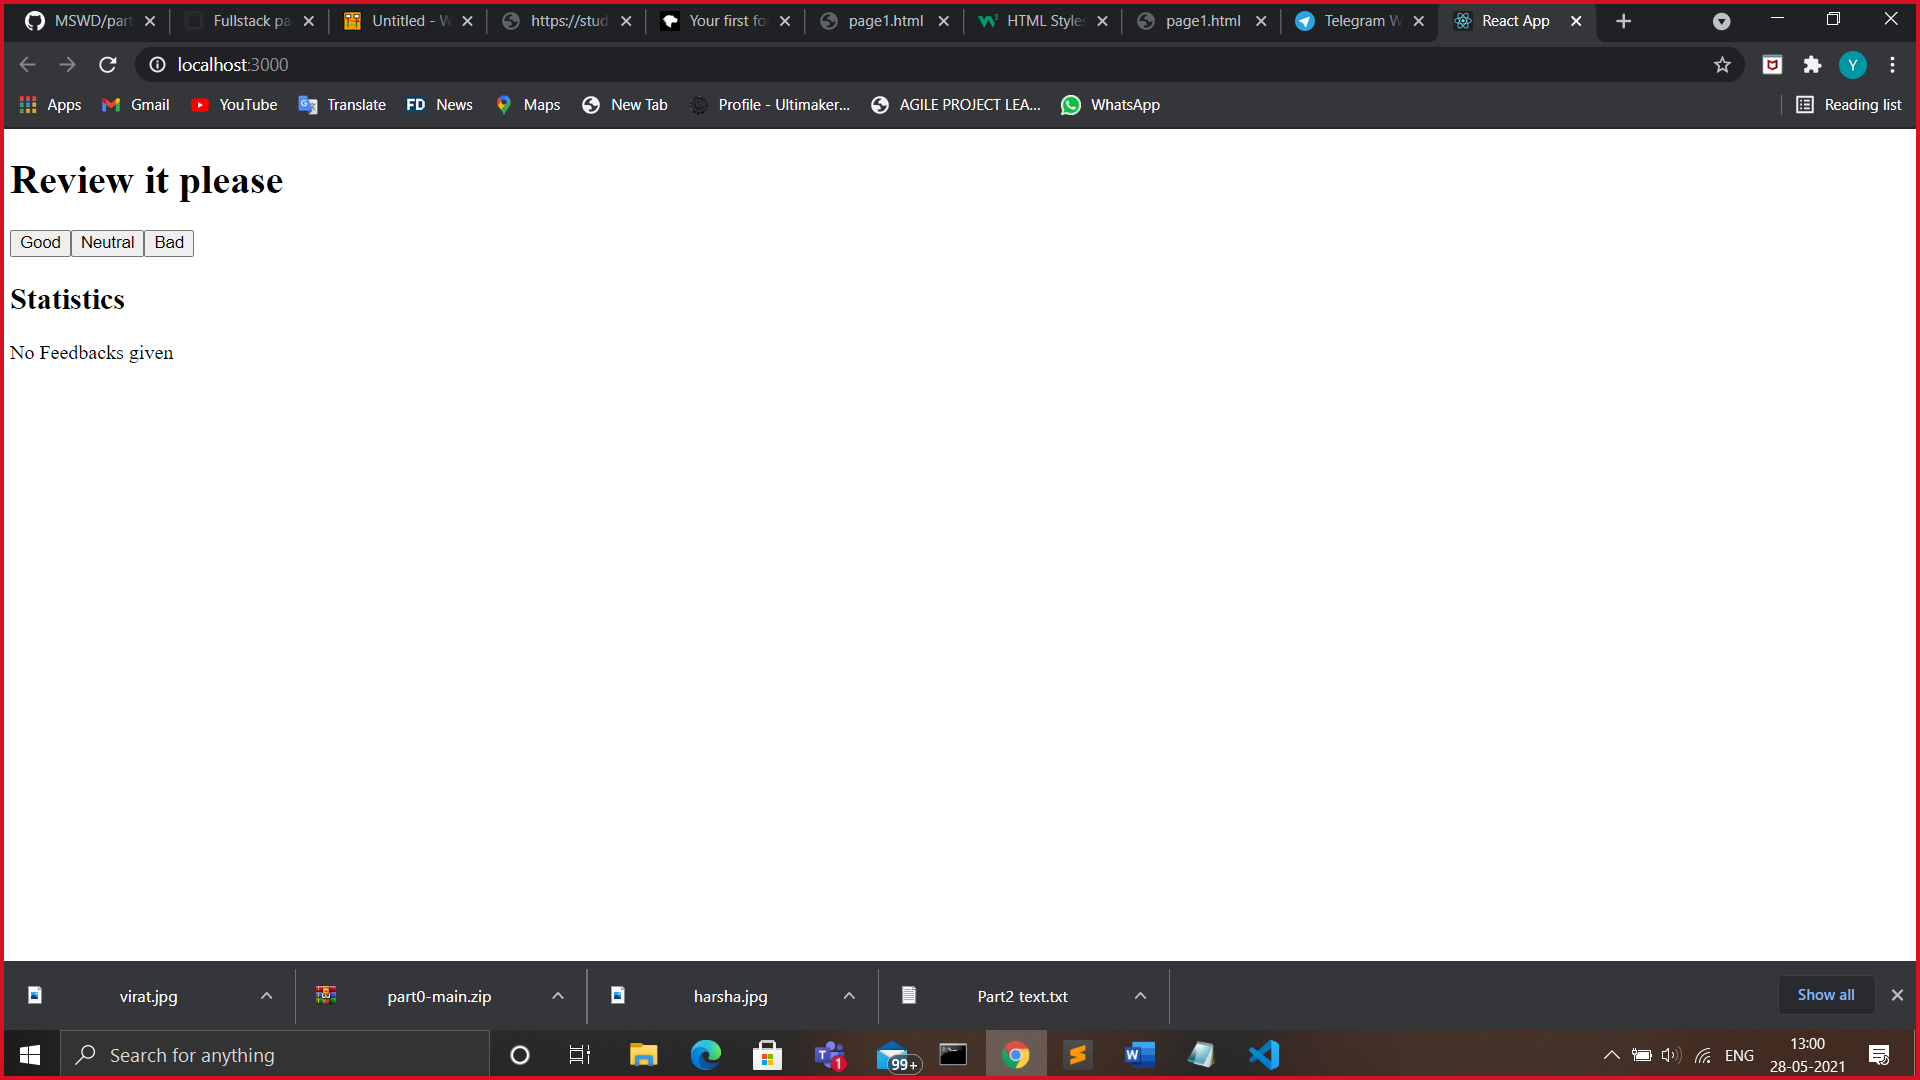 MSWD/part
Fullstack pa
Untitled - W
https://stud
Your first fo
page1.html
HTML Styles
page1.html
Telegram W
React App
localhost:3000
Y
Apps
Gmail
YouTube
Translate
FD News
Maps
New Tab
Profile - Ultimaker...
AGILE PROJECT LEA...
WhatsApp
Reading list
Review it please
Good
Neutral
Bad
Statistics
No Feedbacks given
virat.jpg
part0-main.zip
harsha.jpg
Part2 text.txt
Show all
Search for anything
1
99+
ENG
13:00
28-05-2021